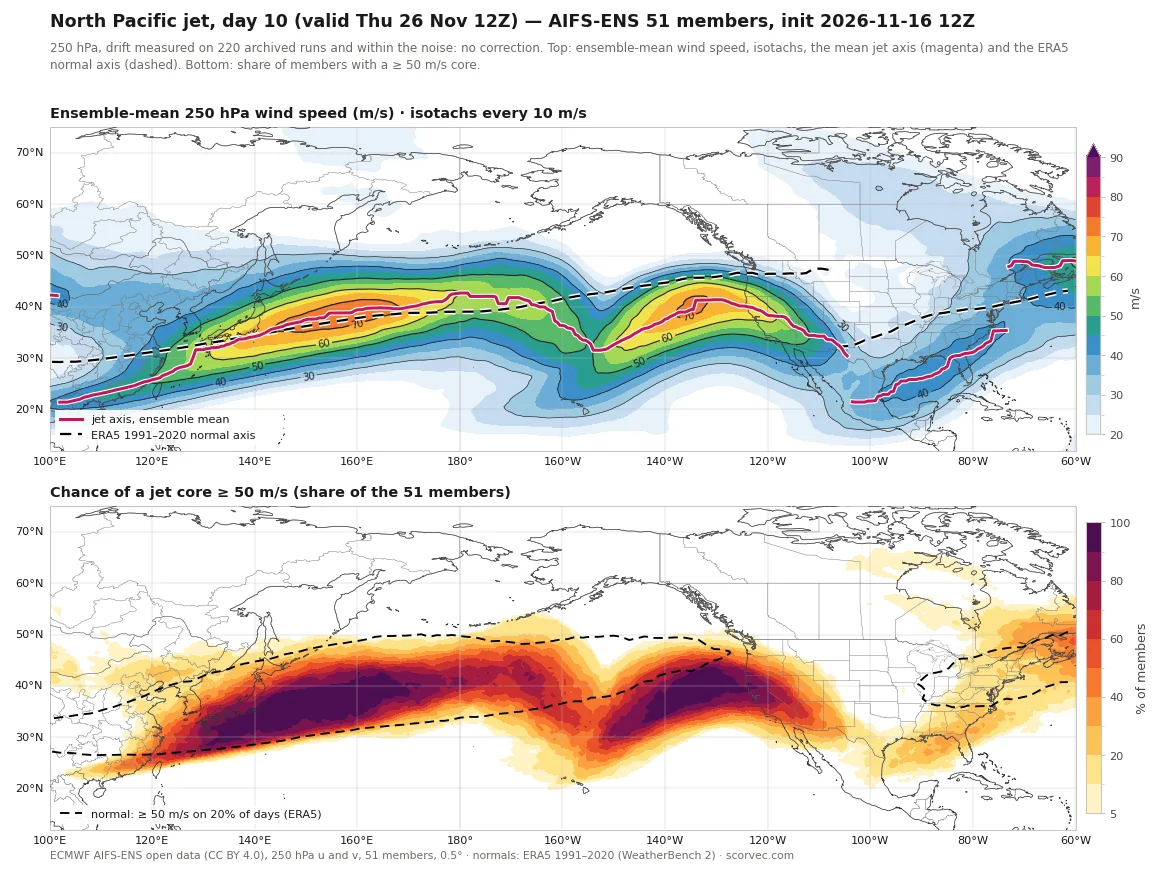 North Pacific jet, day 10 (valid Thu 26 Nov 12Z) — AIFS-ENS 51 members, init 2026-11-16 12Z
250 hPa, drift measured on 220 archived runs and within the noise: no correction. Top: ensemble-mean wind speed, isotachs, the mean jet axis (magenta) and the ERA5
normal axis (dashed). Bottom: share of members with a ≥ 50 m/s core.
Ensemble-mean 250 hPa wind speed (m/s) · isotachs every 10 m/s
70°N
60°N
50°N
40°N
30°N
20°N
40
30
40
50
60
70
30
50
60
70
30
30
40
40
jet axis, ensemble mean
ERA5 1991–2020 normal axis
100°E 120°E 140°E 160°E 180° 160°W 140°W 120°W 100°W 80°W 60°W
90
80
70
60
50
40
30
20
m/s
Chance of a jet core ≥ 50 m/s (share of the 51 members)
70°N
60°N
50°N
40°N
30°N
20°N
normal: ≥ 50 m/s on 20% of days (ERA5)
100°E 120°E 140°E 160°E 180° 160°W 140°W 120°W 100°W 80°W 60°W
100
80
60
40
20
5
% of members
ECMWF AIFS-ENS open data (CC BY 4.0), 250 hPa u and v, 51 members, 0.5° · normals: ERA5 1991–2020 (WeatherBench 2) · scorvec.com